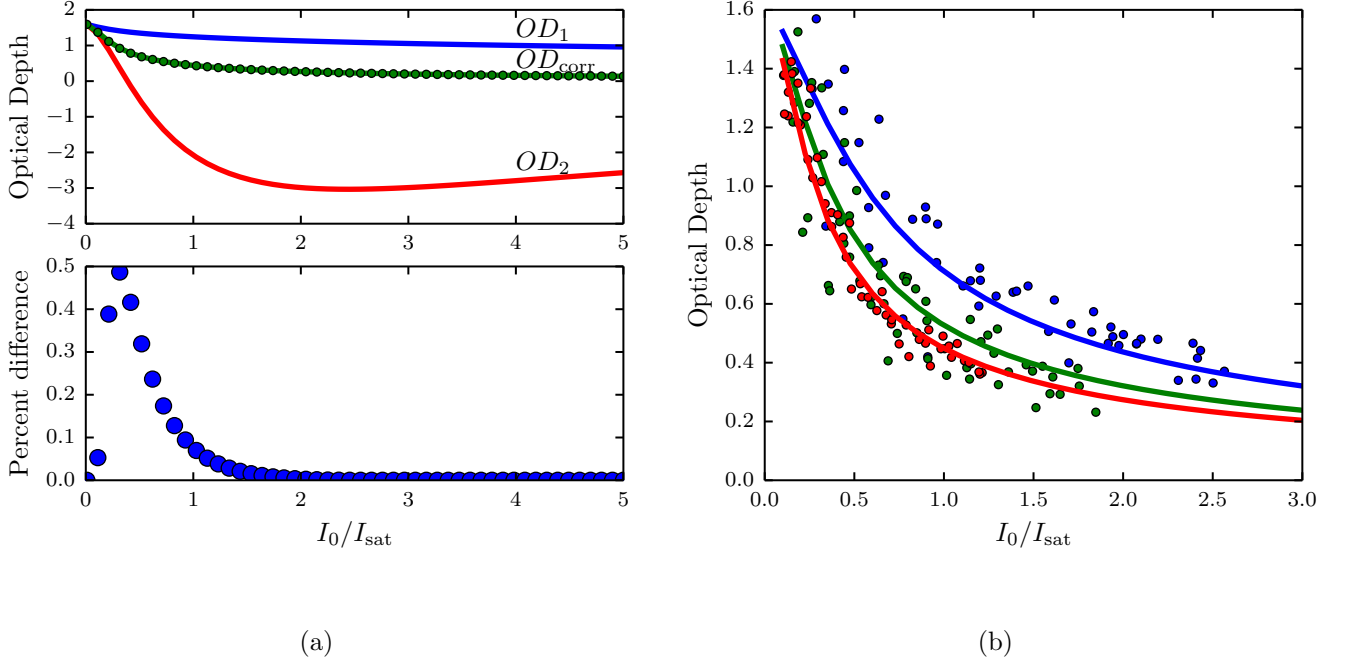 2
1
0
−1
−2
−3
−4
Optical Depth
OD1
ODcorr
OD2
0 1 2 3 4 5
0.5
0.4
0.3
0.2
0.1
0.0
Percent difference
0 1 2 3 4 5
I0/Isat
(a)
1.6
1.4
1.2
1.0
0.8
0.6
0.4
0.2
0.0
Optical Depth
0.0 0.5 1.0 1.5 2.0 2.5 3.0
I0/Isat
(b)